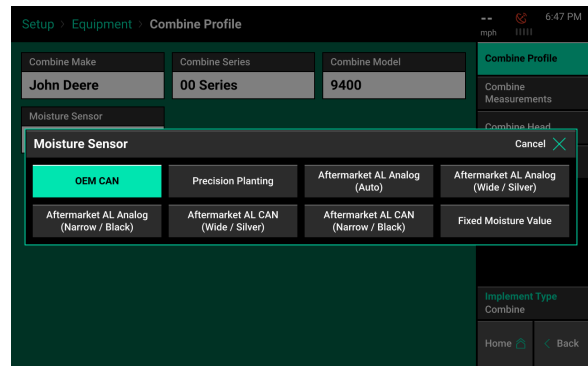 Setup > Equipment > Combine Profile
--
mph
6:47 PM
Combine Make
John Deere
Combine Series
00 Series
Combine Model
9400
Moisture Sensor
Combine Profile
Combine
Measurements
Combine Head
Moisture Sensor
Cancel
OEM CAN
Precision Planting
Aftermarket AL Analog
(Auto)
Aftermarket AL Analog
(Wide / Silver)
Aftermarket AL Analog
(Narrow / Black)
Aftermarket AL CAN
(Wide / Silver)
Aftermarket AL CAN
(Narrow / Black)
Fixed Moisture Value
Implement Type
Combine
Home
< Back